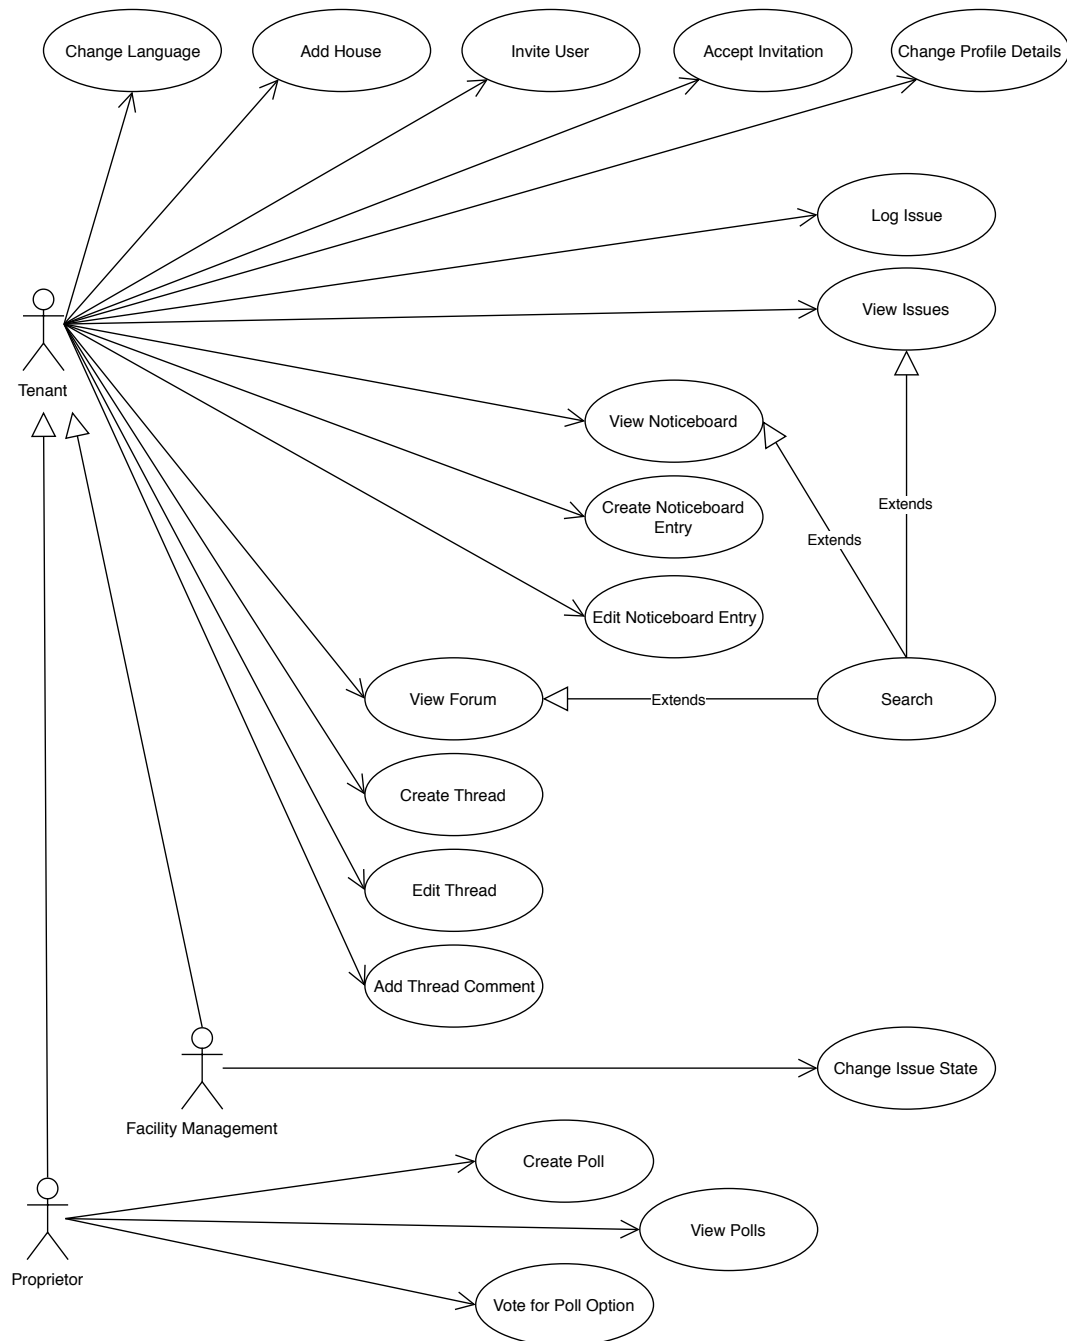 Change Language
Add House
Invite User
Accept Invitation
Change Profile Details
Log Issue
View Issues
Tenant
View Noticeboard
Create Noticeboard
Entry
Extends
Extends
Edit Noticeboard Entry
View Forum
Extends
Search
Create Thread
Edit Thread
Add Thread Comment
Change Issue State
Facility Management
Create Poll
View Polls
Proprietor
Vote for Poll Option